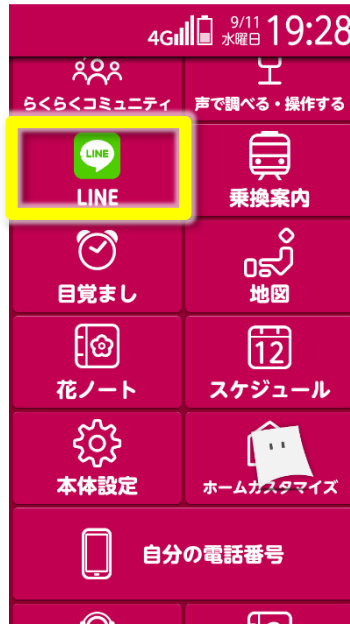 4G 9/11 水曜日 19:28
らくらくコミュニティ 声で調べる・操作する
LINE
LINE 乗換案内
目覚まし 地図
12
花ノート スケジュール
本体設定 ホームカスタマイズ
自分の電話番号